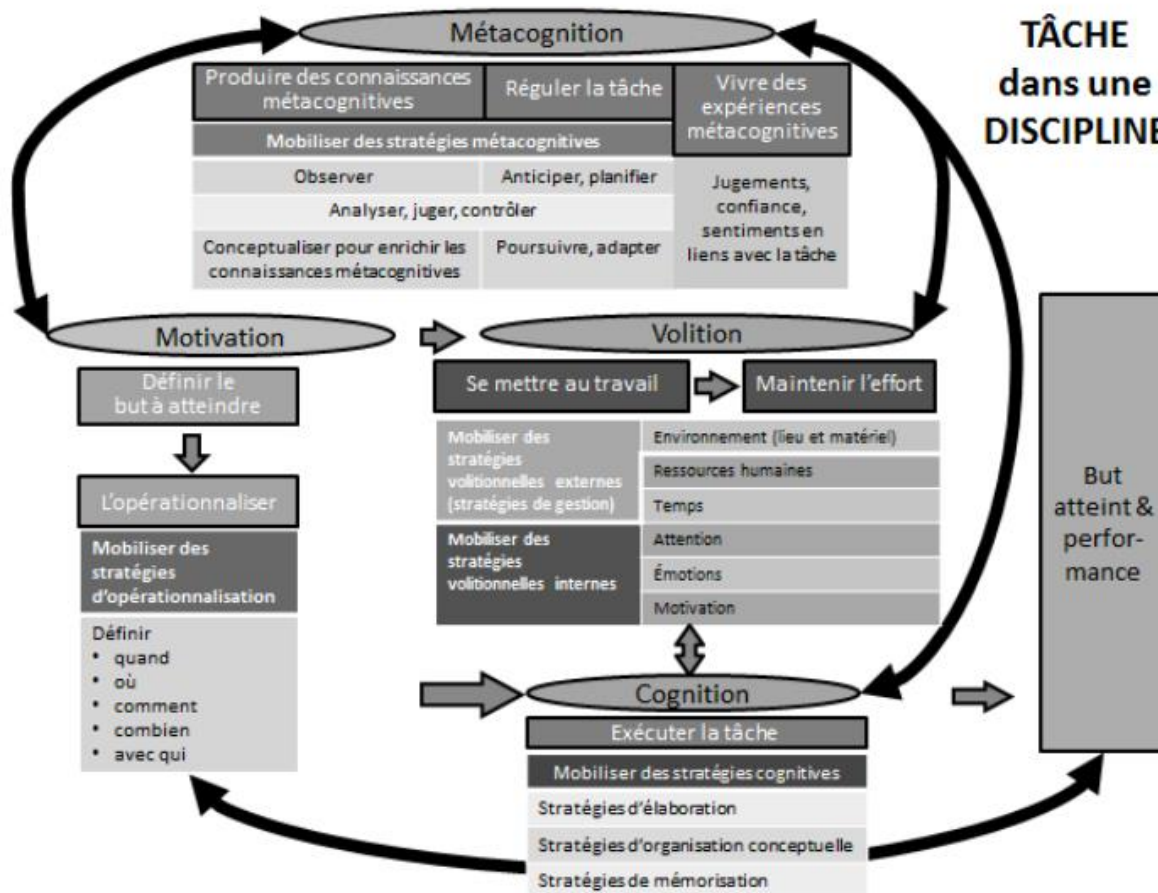 Métacognition
TÂCHE
dans une
DISCIPLINE
Produire des connaissances
métacognitives
Réguler la tâche
Vivre des
expériences
métacognitives
Mobiliser des stratégies métacognitives
Observer
Anticiper, planifier
Analyser, juger, contrôler
Conceptualiser pour enrichir les
connaissances métacognitives
Poursuivre, adapter
Jugements,
confiance,
sentiments en
liens avec la tâche
Motivation
Définir le
but à atteindre
L'opérationnaliser
Mobiliser des
stratégies
d'opérationnalisation
Définir
• quand
• où
• comment
• combien
• avec qui
Volition
Se mettre au travail
Maintenir l'effort
Mobiliser des
stratégies
volitionnelles externes
(stratégies de gestion)
Environnement (lieu et matériel)
Ressources humaines
Temps
Mobiliser des
stratégies
volitionnelles internes
Attention
Émotions
Motivation
Cognition
Exécuter la tâche
Mobiliser des stratégies cognitives
Stratégies d'élaboration
Stratégies d'organisation conceptuelle
Stratégies de mémorisation
But
atteint &
perfor-
mance